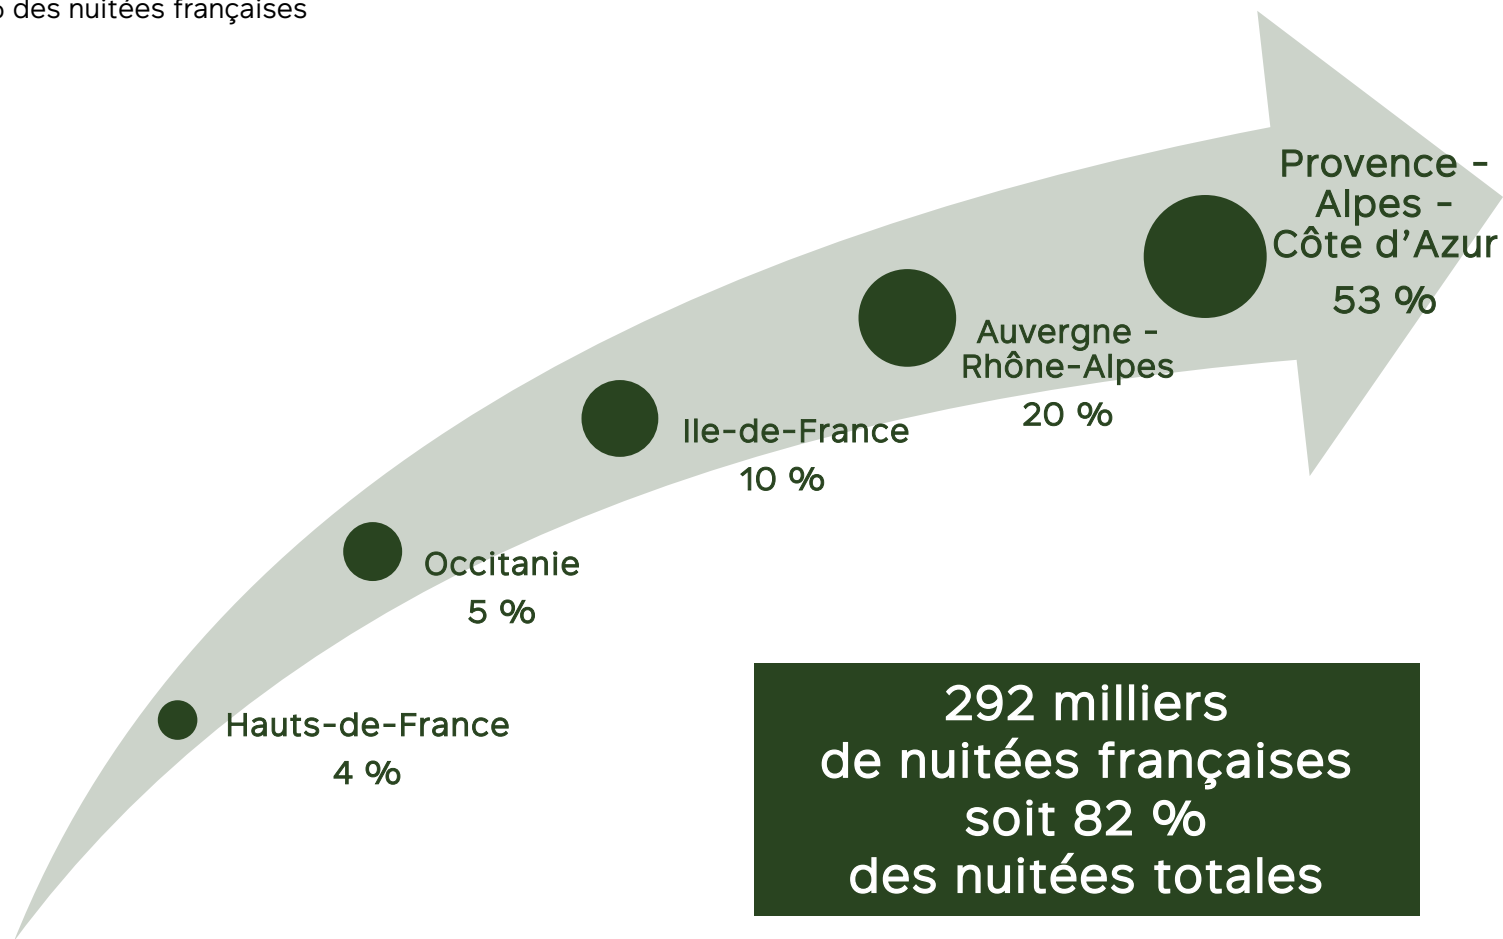 % des nuitées françaises
Provence -
Alpes -
Côte d’Azur
53 %
Auvergne -
Rhône-Alpes
20 %
Ile-de-France
10 %
Occitanie
5 %
Hauts-de-France
4 %
292 milliers
de nuitées françaises
soit 82 %
des nuitées totales